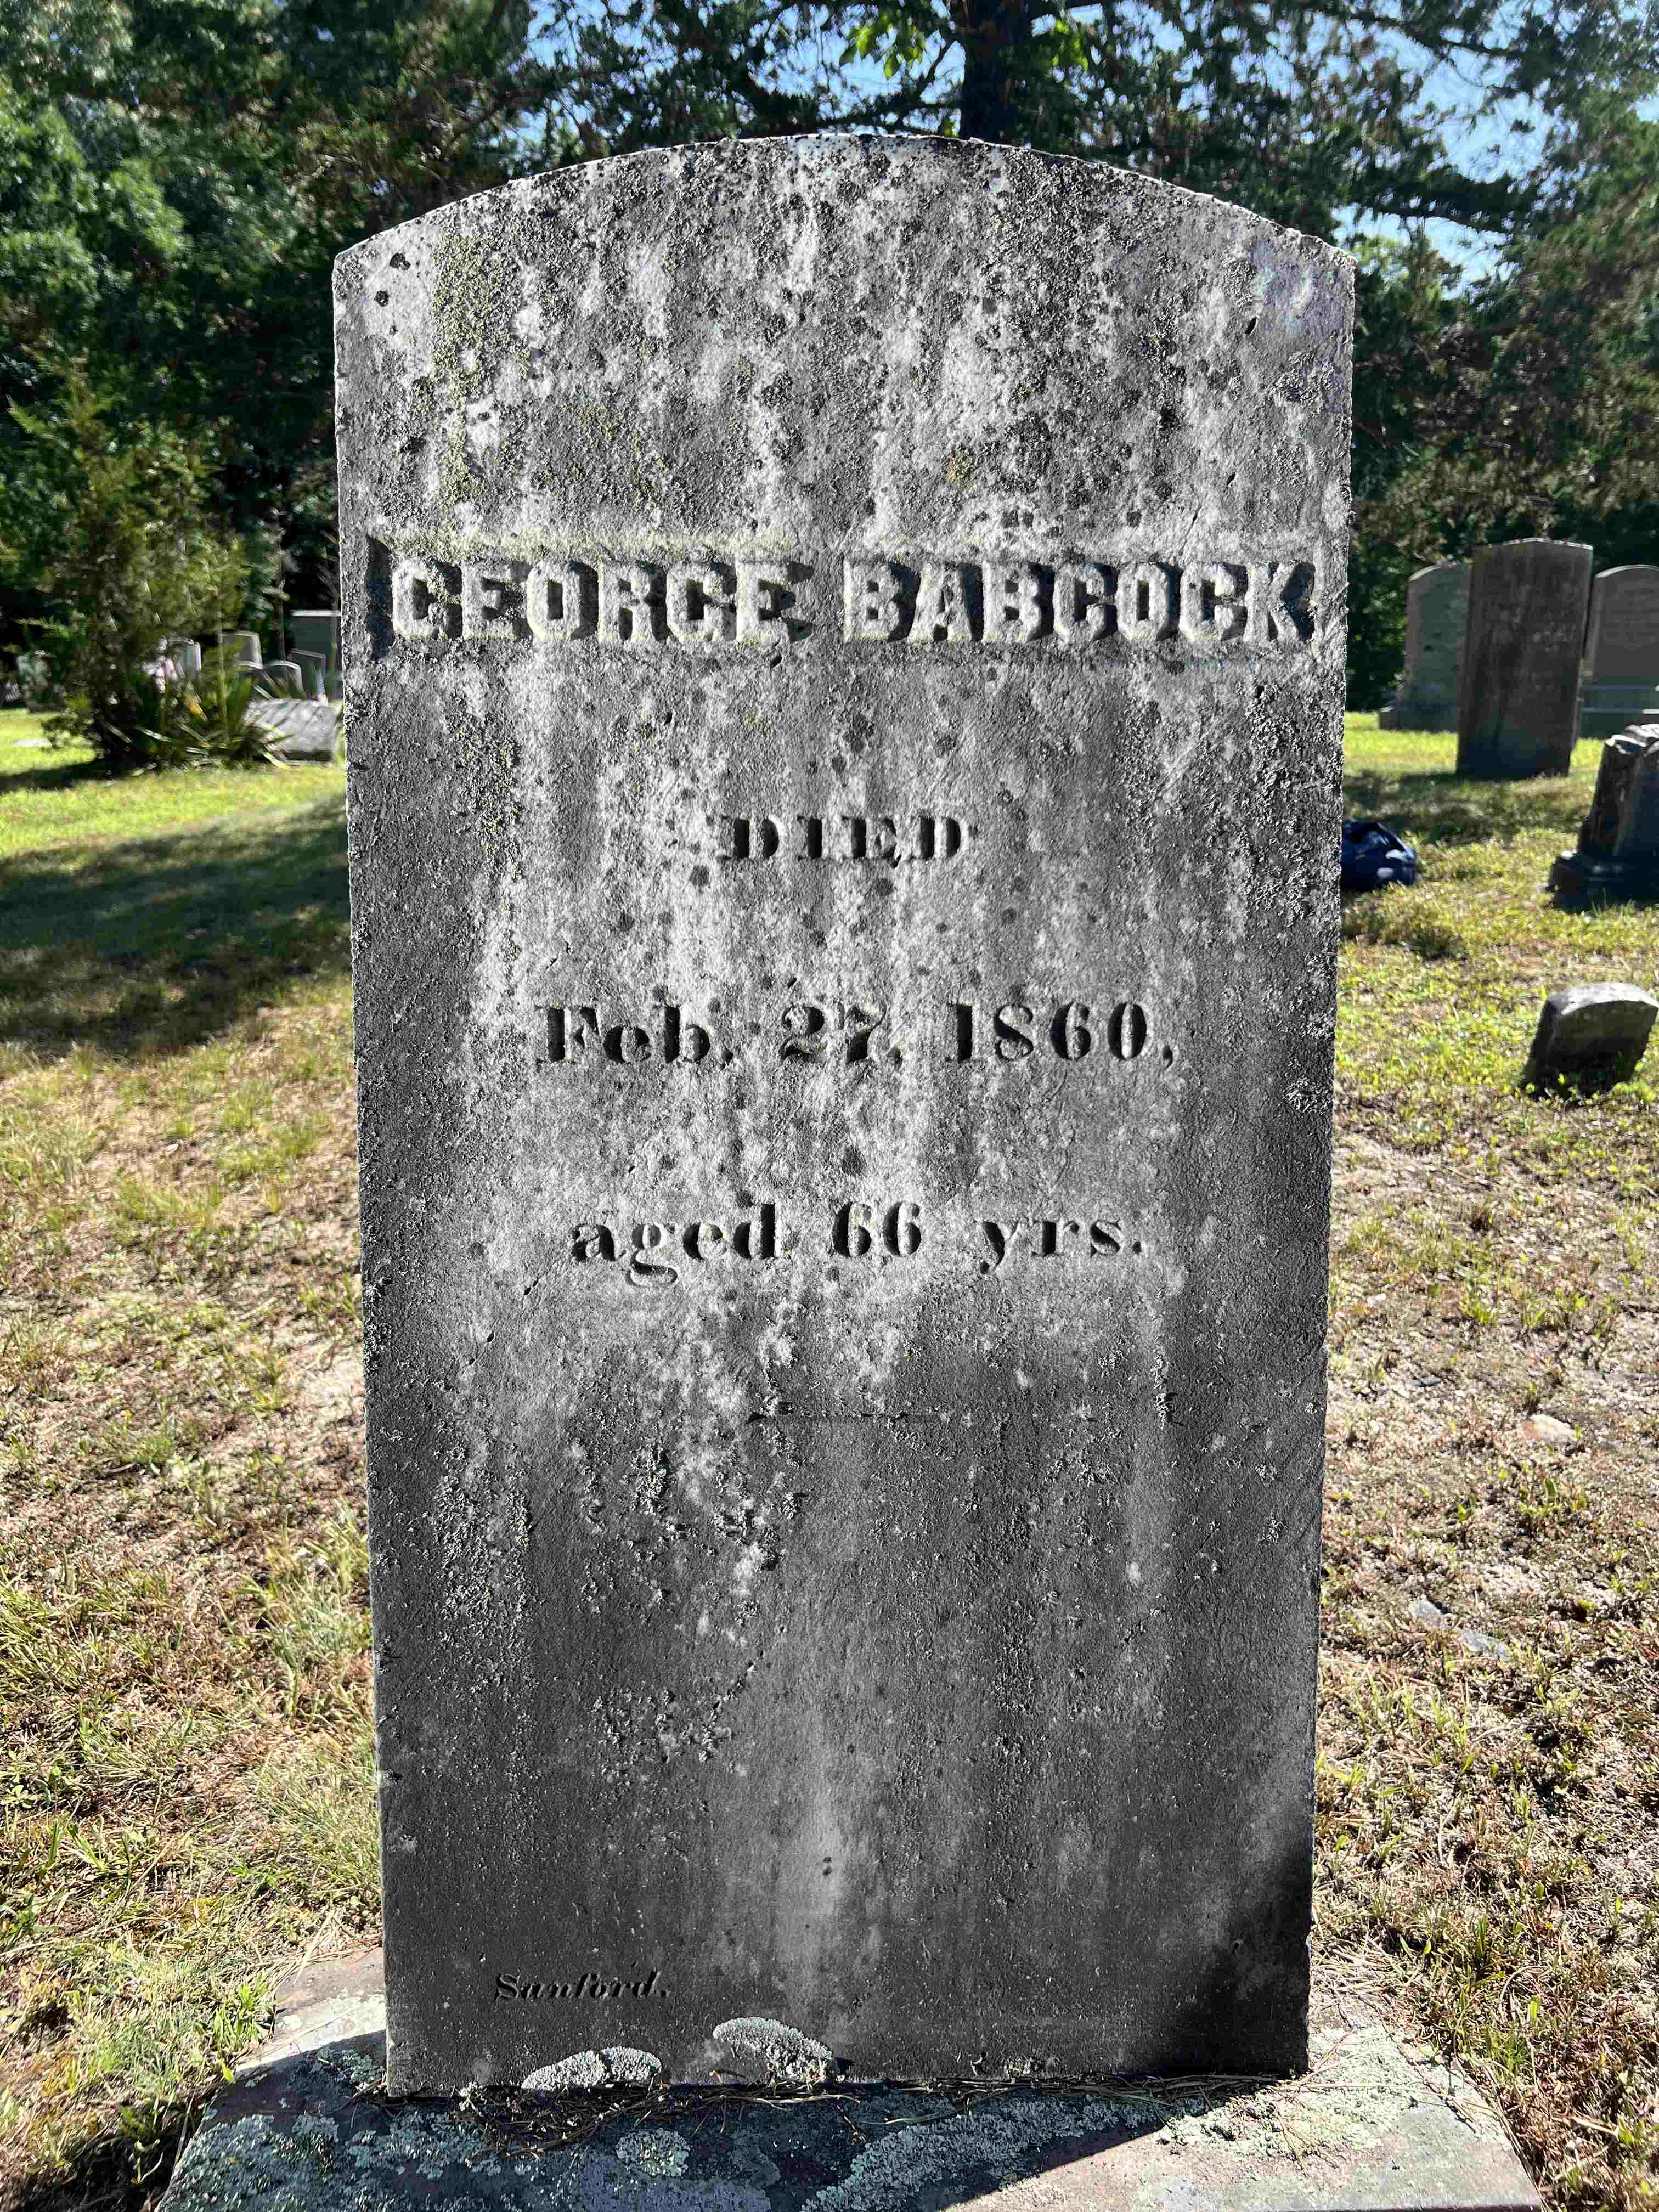 GEORGE BABCOCK
DIED
Feb. 27, 1860,
aged 66 yrs.
Sanford.